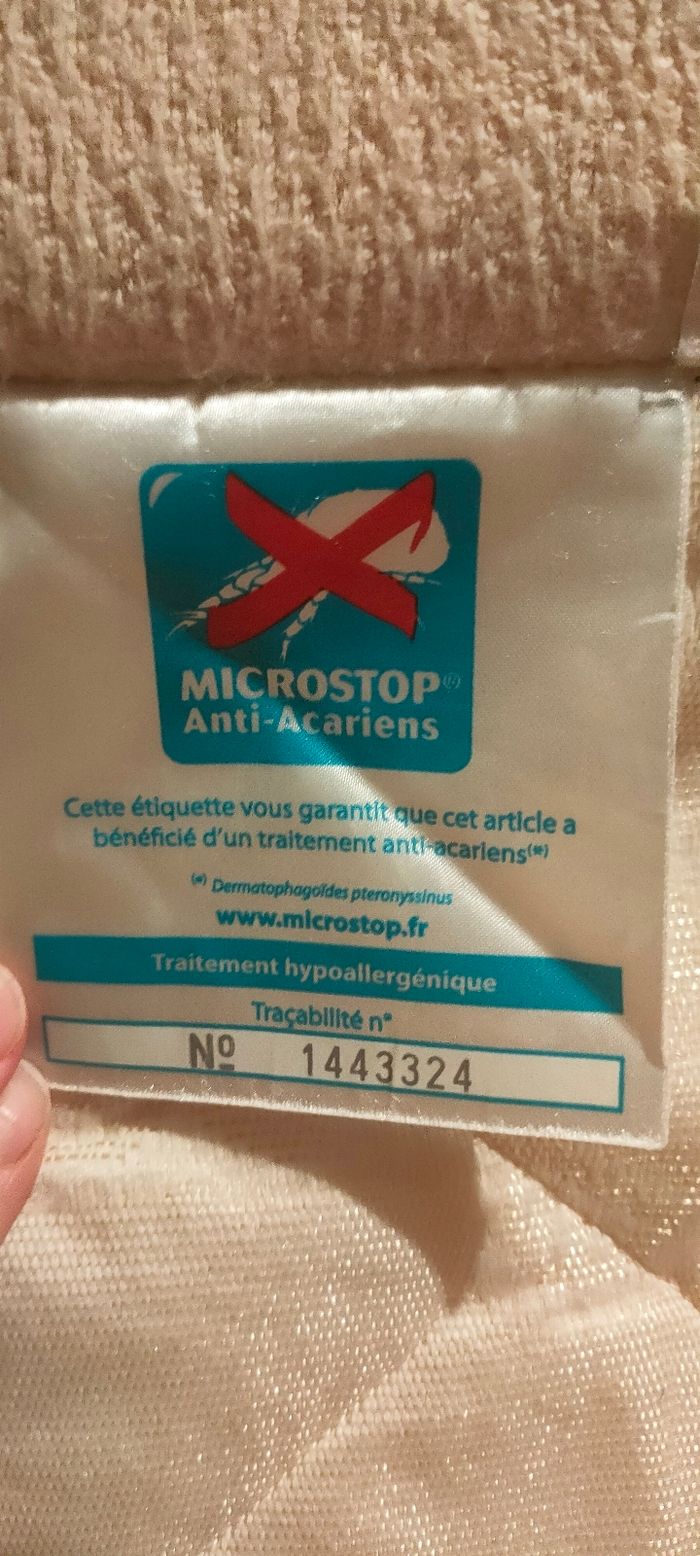 MICROSTOP®
Anti-Acariens
Cette étiquette vous garantit que cet article a
bénéficié d'un traitement anti-acariens(*)
(*) Dermatophagoïdes pteronyssinus
www.microstop.fr
Traitement hypoallergénique
Traçabilité n°
Nº 1443324